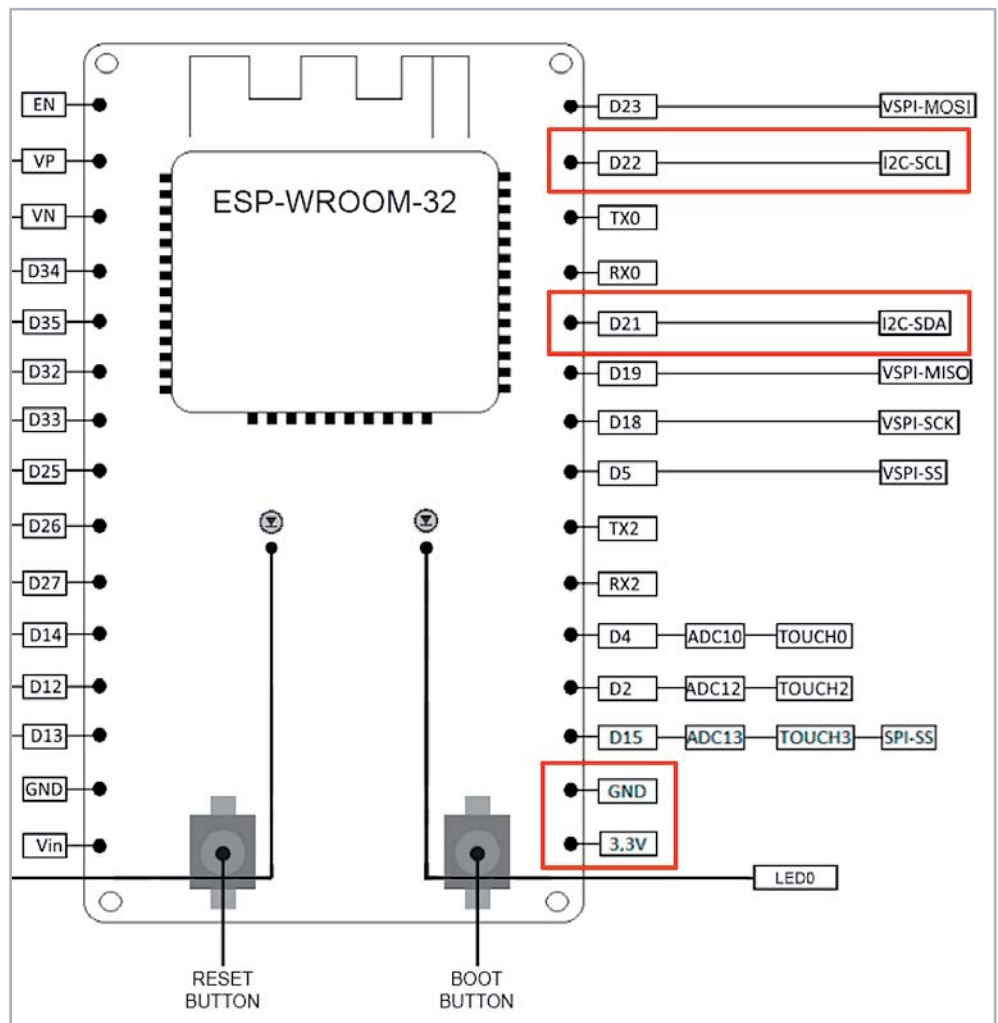 EN
VP
VN
D34
D35
D32
D33
D25
D26
D27
D14
D12
D13
GND
Vin
ESP-WROOM-32
D23 VSPI-MOSI
D22 I2C-SCL
TX0
RX0
D21 I2C-SDA
D19 VSPI-MISO
D18 VSPI-SCK
D5 VSPI-SS
TX2
RX2
D4 ADC10 TOUCH0
D2 ADC12 TOUCH2
D15 ADC13 TOUCH3 SPI-SS
GND
3,3V
LED0
RESET
BUTTON
BOOT
BUTTON